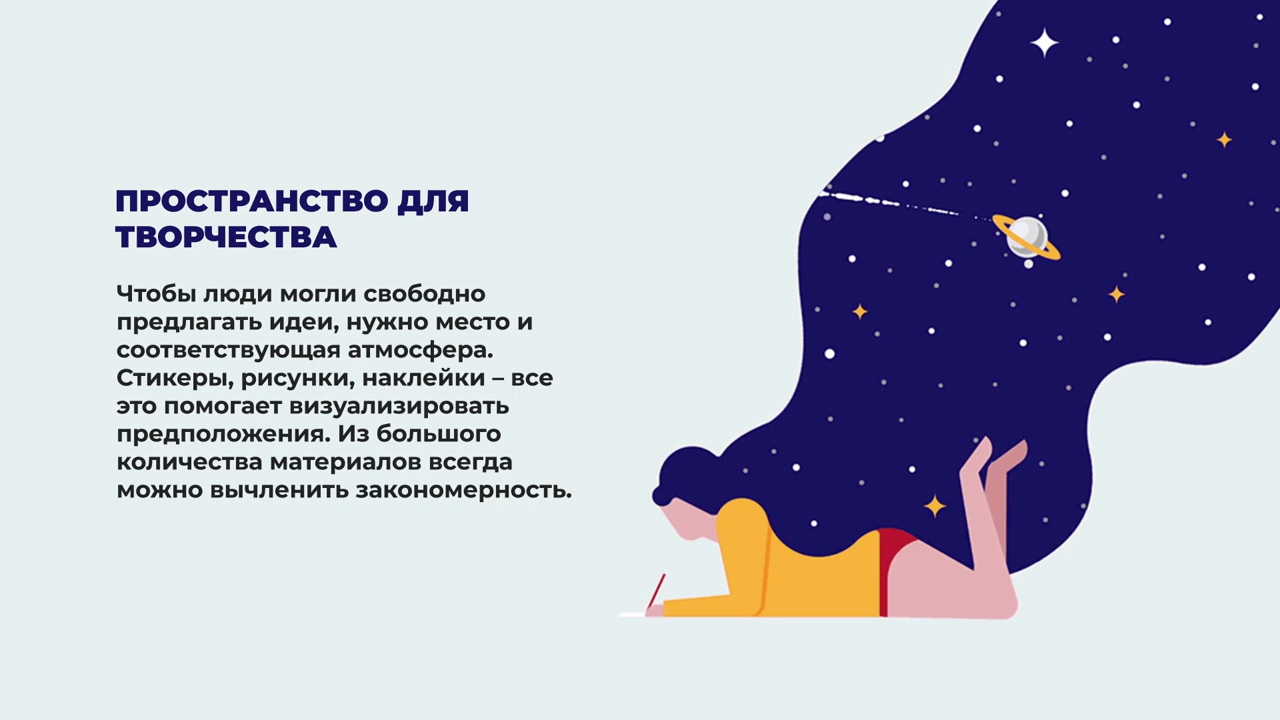 ПРОСТРАНСТВО ДЛЯ
ТВОРЧЕСТВА
Чтобы люди могли свободно
предлагать идеи, нужно место и
соответствующая атмосфера.
Стикеры, рисунки, наклейки – все
это помогает визуализировать
предположения. Из большого
количества материалов всегда
можно вычленить закономерность.